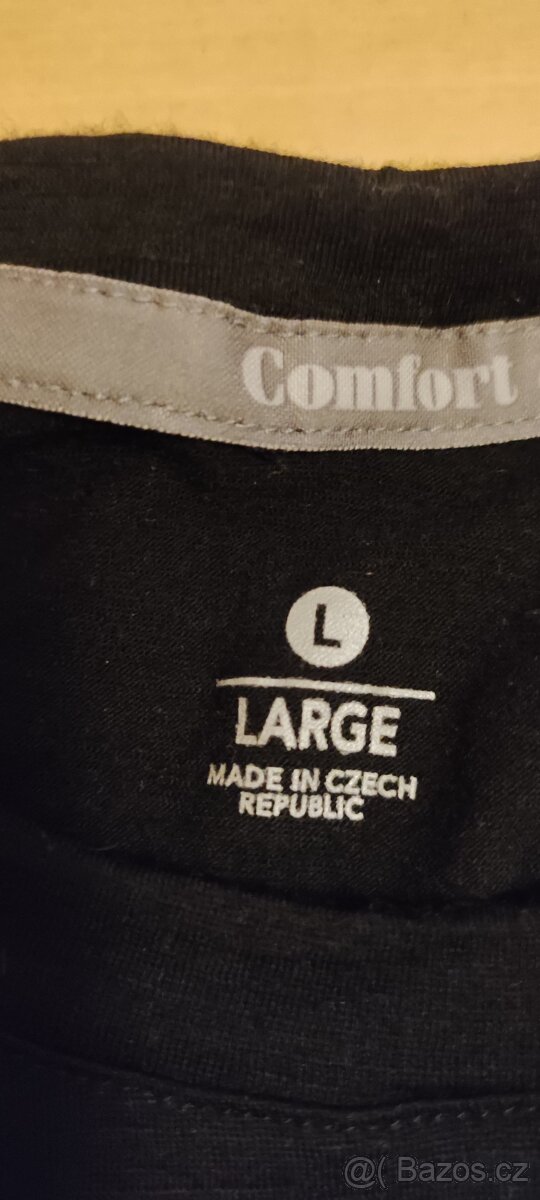 Comfort
L
LARGE
MADE IN CZECH
REPUBLIC
@( Bazos.cz